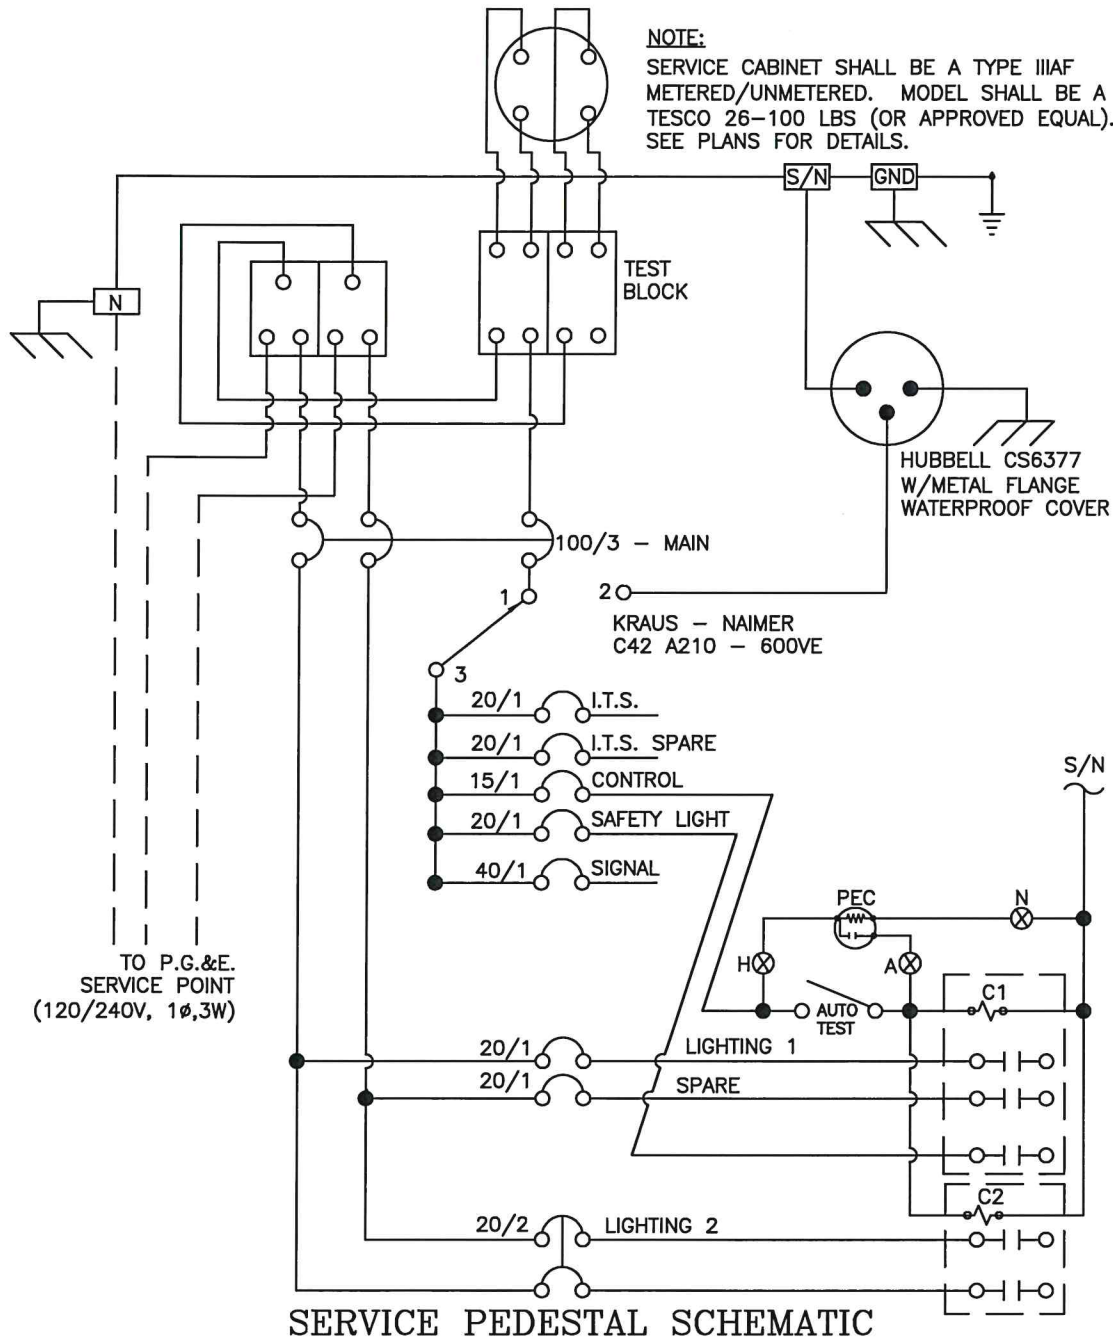 NOTE:
SERVICE CABINET SHALL BE A TYPE IIIAF
METERED/UNMETERED. MODEL SHALL BE A
TESCO 26-100 LBS (OR APPROVED EQUAL).
SEE PLANS FOR DETAILS.
S/N
GND
TEST
BLOCK
N
HUBBELL CS6377
W/METAL FLANGE
WATERPROOF COVER
100/3 - MAIN
1
2
KRAUS - NAIMER
C42 A210 - 600VE
3
20/1 I.T.S.
20/1 I.T.S. SPARE
15/1 CONTROL
20/1 SAFETY LIGHT
40/1 SIGNAL
S/N
PEC
N
H
A
TO P.G.&E.
SERVICE POINT
(120/240V, 1ø,3W)
AUTO
TEST
C1
20/1 LIGHTING 1
20/1 SPARE
C2
20/2 LIGHTING 2
SERVICE PEDESTAL SCHEMATIC